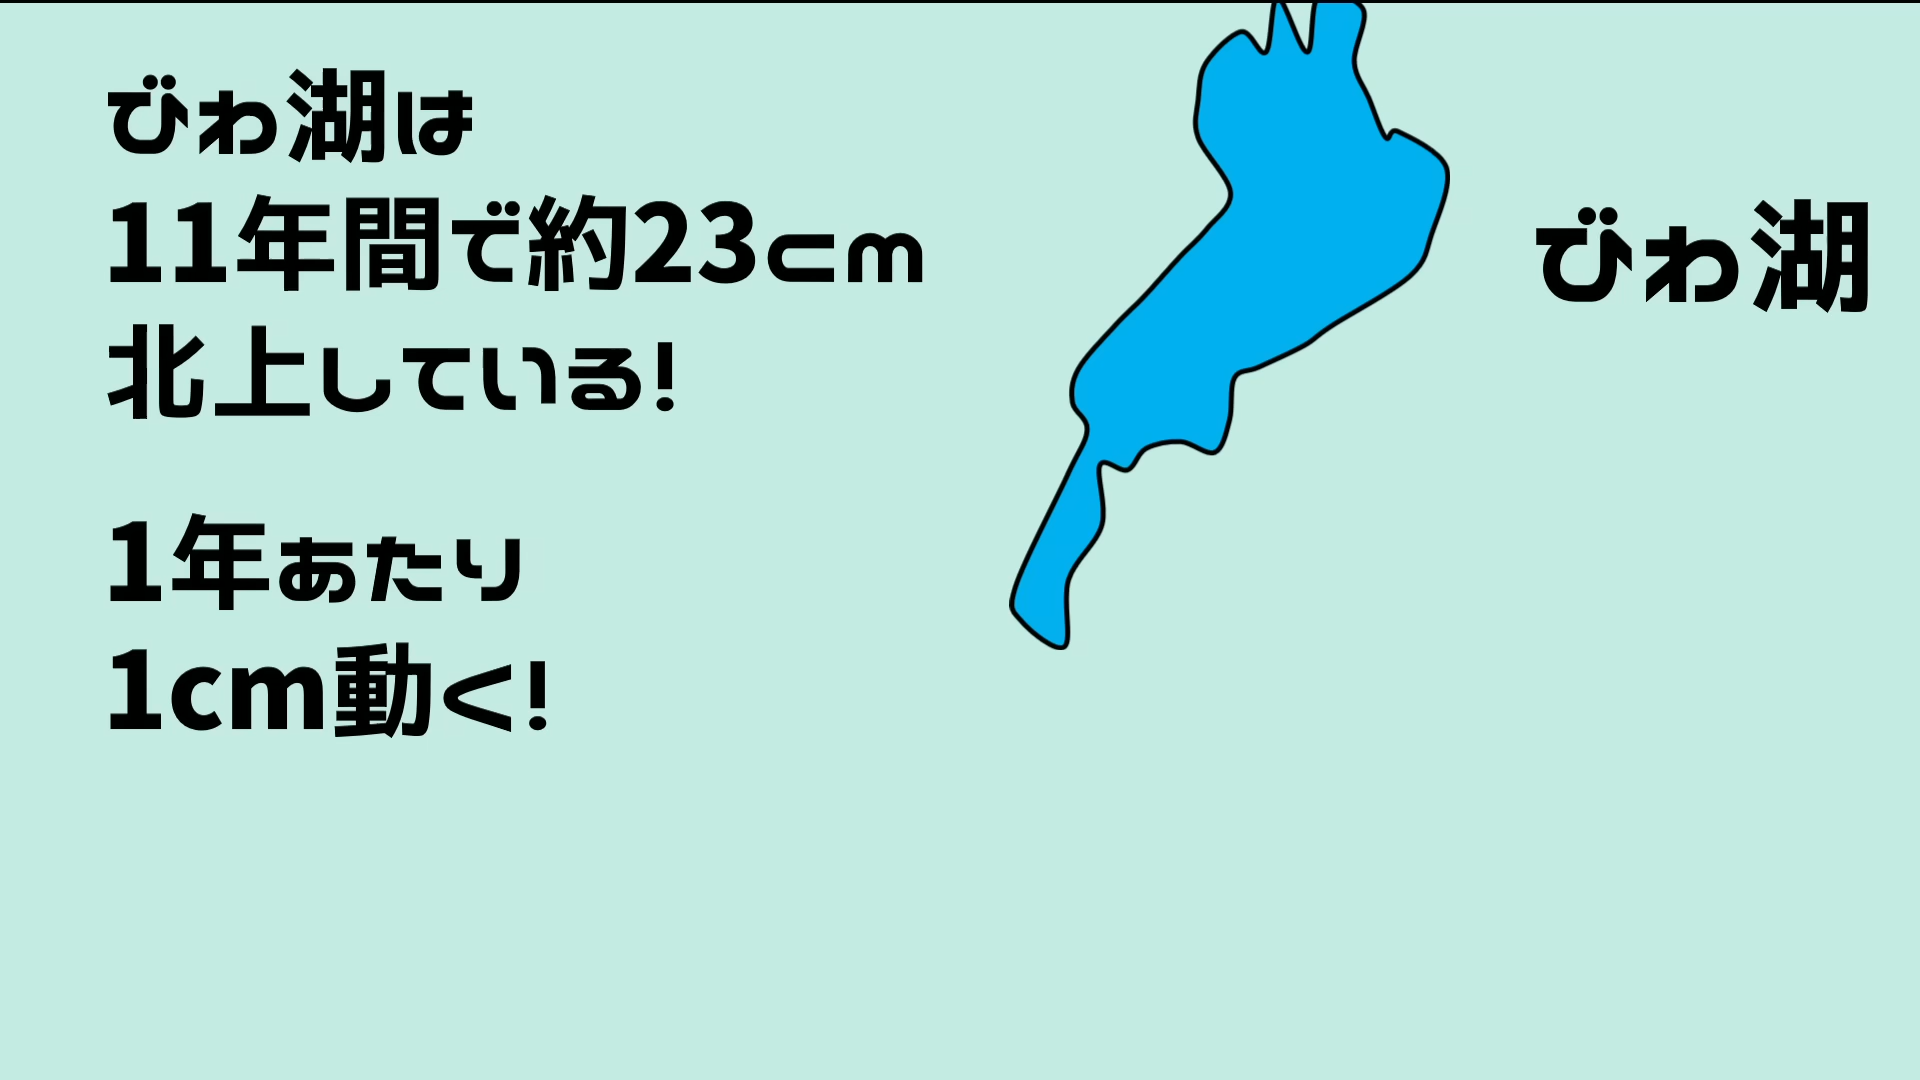 びわ湖は
11年間で約23cm
北上している!
1年あたり
1cm動く!
びわ湖